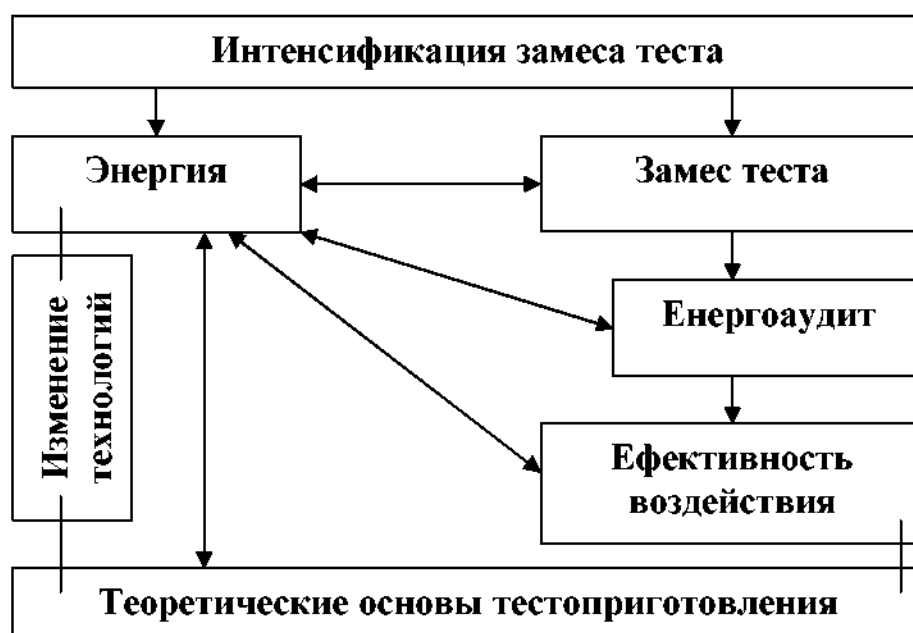 Интенсификация замеса теста
Энергия
Замес теста
Изменение
технологий
Енергоаудит
Ефективность
воздействия
Теоретические основы тестоприготовления